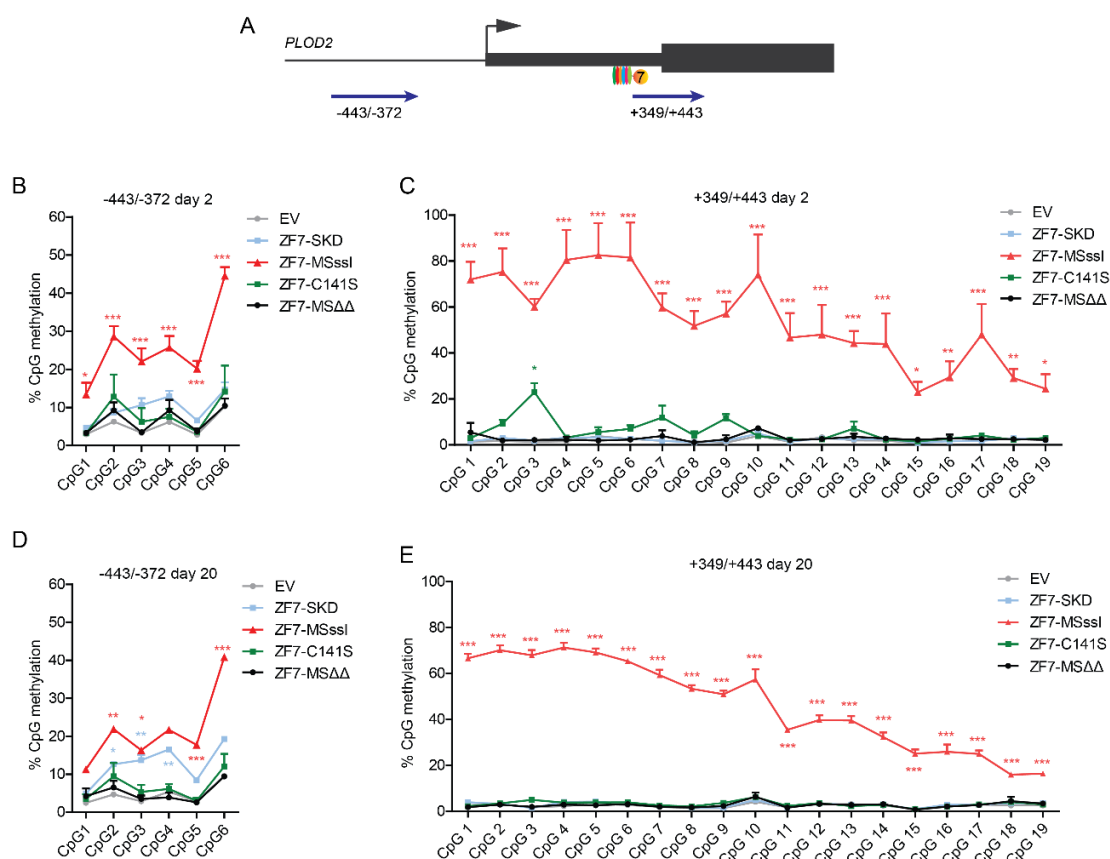 A
PLOD2
7
-443/-372
+349/+443
B
-443/-372 day 2
% CpG methylation
60
50
40
30
20
10
0
* *** *** *** *** ***
CpG1 CpG2 CpG3 CpG4 CpG5 CpG6
EV
ZF7-SKD
ZF7-MSssI
ZF7-C141S
ZF7-MSΔΔ
C
+349/+443 day 2
% CpG methylation
100
80
60
40
20
0
*** *** *** *** *** *** *** *** *** *** *** *** *** *** * ** *** ** *
*
CpG 1 CpG 2 CpG 3 CpG 4 CpG 5 CpG 6 CpG 7 CpG 8 CpG 9 CpG 10 CpG 11 CpG 12 CpG 13 CpG 14 CpG 15 CpG 16 CpG 17 CpG 18 CpG 19
EV
ZF7-SKD
ZF7-MSssI
ZF7-C141S
ZF7-MSΔΔ
D
-443/-372 day 20
% CpG methylation
60
50
40
30
20
10
0
** * *** ***
* ** **
CpG1 CpG2 CpG3 CpG4 CpG5 CpG6
EV
ZF7-SKD
ZF7-MSssI
ZF7-C141S
ZF7-MSΔΔ
E
+349/+443 day 20
% CpG methylation
100
80
60
40
20
0
*** *** *** *** *** *** *** *** *** *** *** *** *** *** *** *** *** *** ***
CpG 1 CpG 2 CpG 3 CpG 4 CpG 5 CpG 6 CpG 7 CpG 8 CpG 9 CpG 10 CpG 11 CpG 12 CpG 13 CpG 14 CpG 15 CpG 16 CpG 17 CpG 18 CpG 19
EV
ZF7-SKD
ZF7-MSssI
ZF7-C141S
ZF7-MSΔΔ